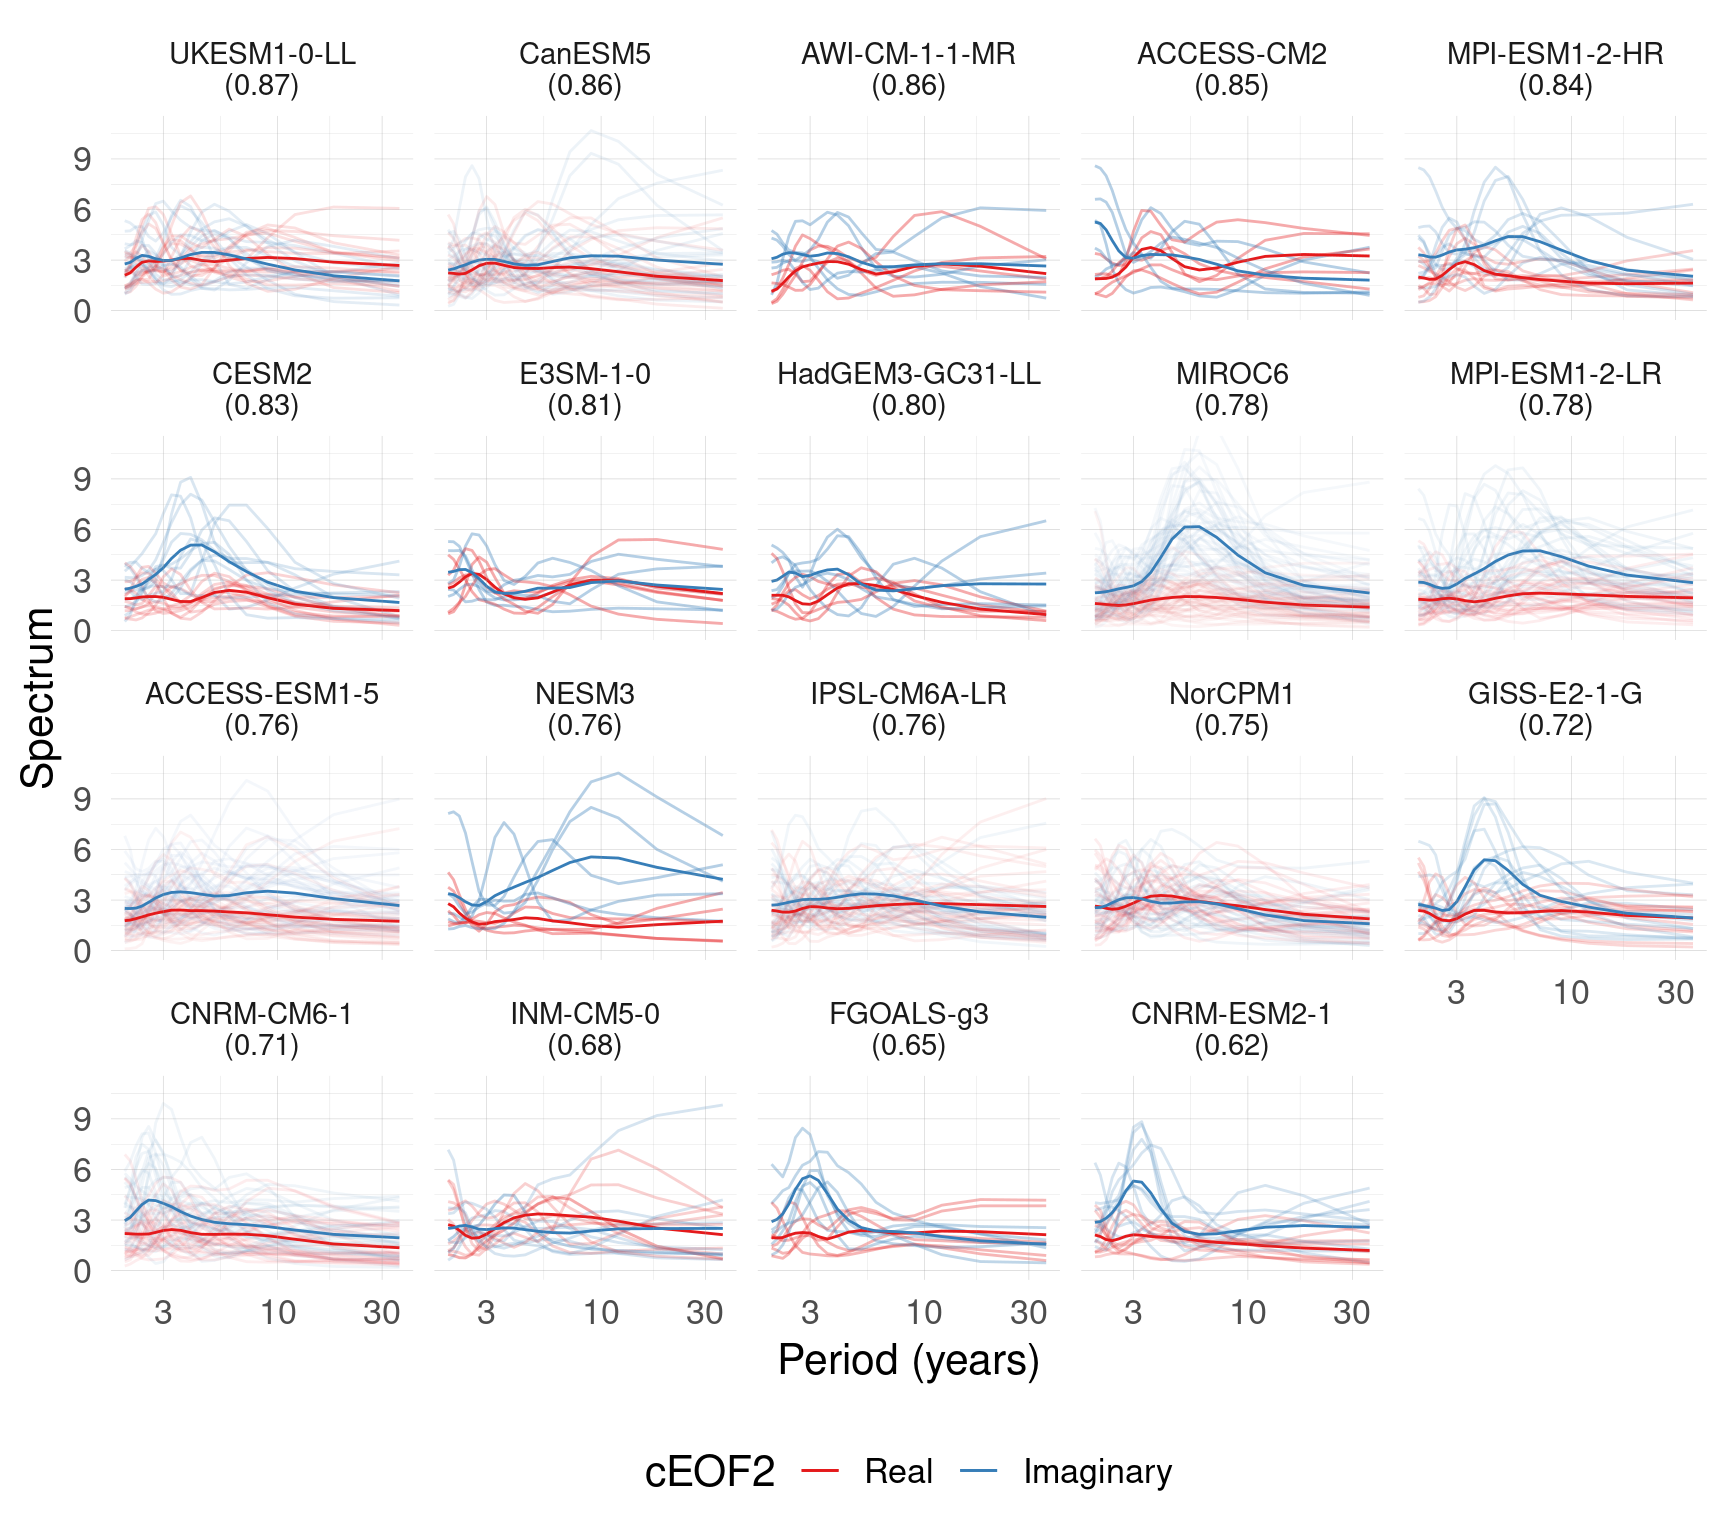 UKESM1-0-LL CanESM5 AWI-CM-1-1-MR ACCESS-CM2 MPI-ESM1-2-HR
(0.87) (0.86) (0.86) (0.85) (0.84)
9
6
3
0
CESM2 E3SM-1-0 HadGEM3-GC31-LL MIROC6 MPI-ESM1-2-LR
(0.83) (0.81) (0.80) (0.78) (0.78)
9
6
3
0
Spectrum
ACCESS-ESM1-5 NESM3 IPSL-CM6A-LR NorCPM1 GISS-E2-1-G
(0.76) (0.76) (0.76) (0.75) (0.72)
9
6
3
0
3 10 30
CNRM-CM6-1 INM-CM5-0 FGOALS-g3 CNRM-ESM2-1
(0.71) (0.68) (0.65) (0.62)
9
6
3
0
3 10 30 3 10 30 3 10 30 3 10 30
Period (years)
cEOF2 Real Imaginary